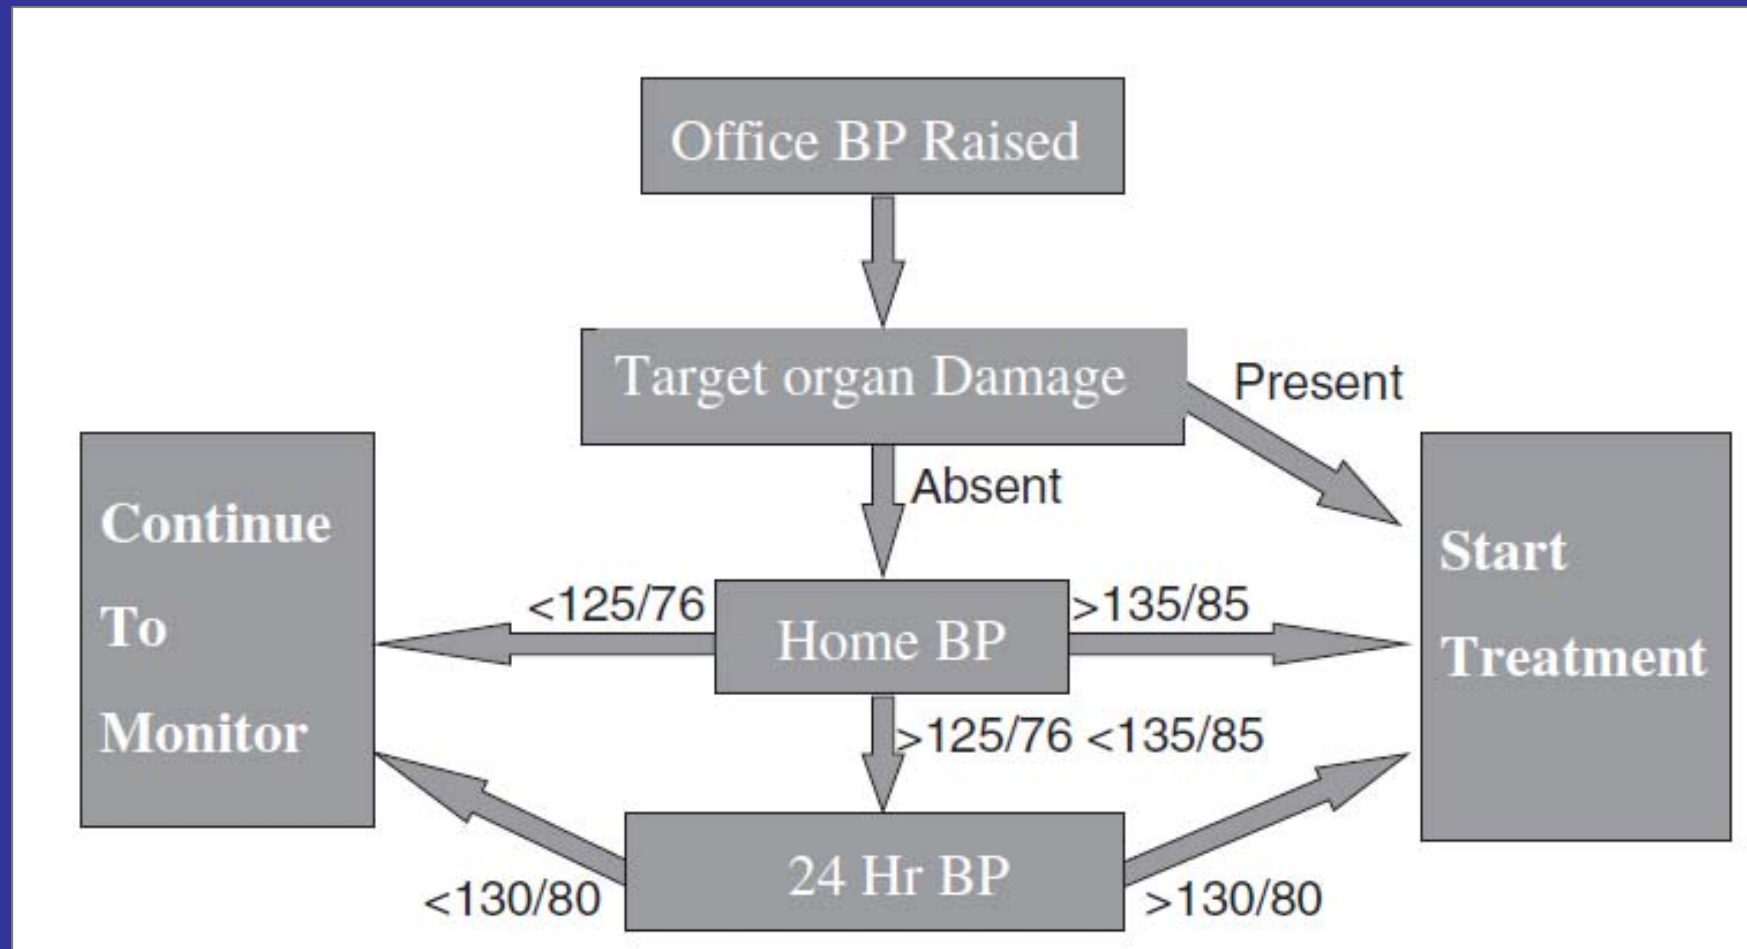 Office BP Raised
Target organ Damage
Present
Absent
Continue
To
Monitor
<125/76
Home BP
>135/85
Start
Treatment
>125/76 <135/85
24 Hr BP
<130/80
>130/80